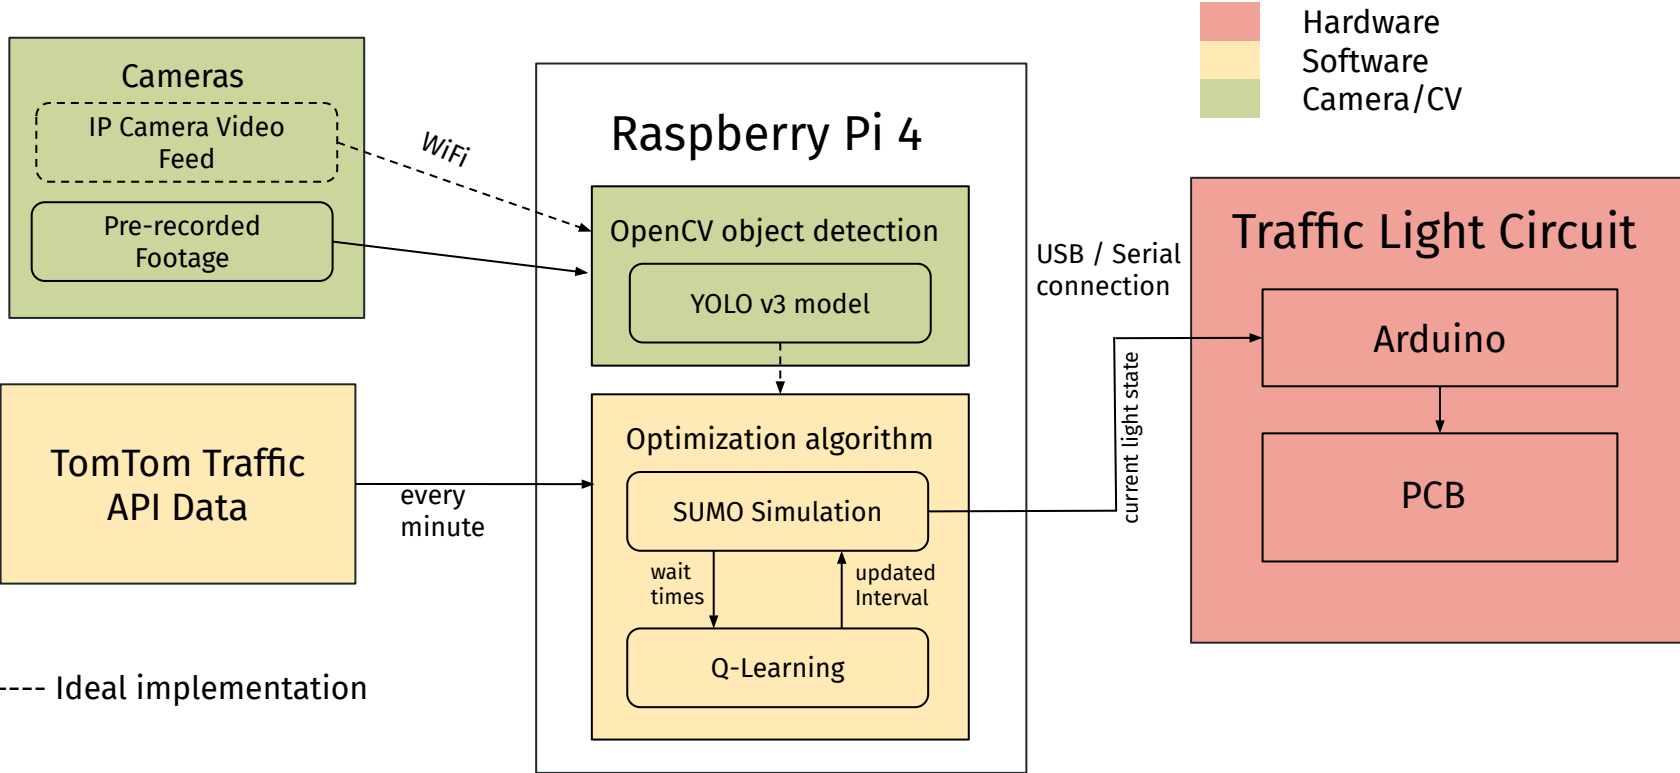 Hardware
Software
Camera/CV
Cameras
IP Camera Video
Feed
Pre-recorded
Footage
WiFi
Raspberry Pi 4
OpenCV object detection
YOLO v3 model
TomTom Traffic
API Data
every
minute
Optimization algorithm
SUMO Simulation
wait
times
updated
Interval
Q-Learning
USB / Serial
connection
current light state
Traffic Light Circuit
Arduino
PCB
---- Ideal implementation